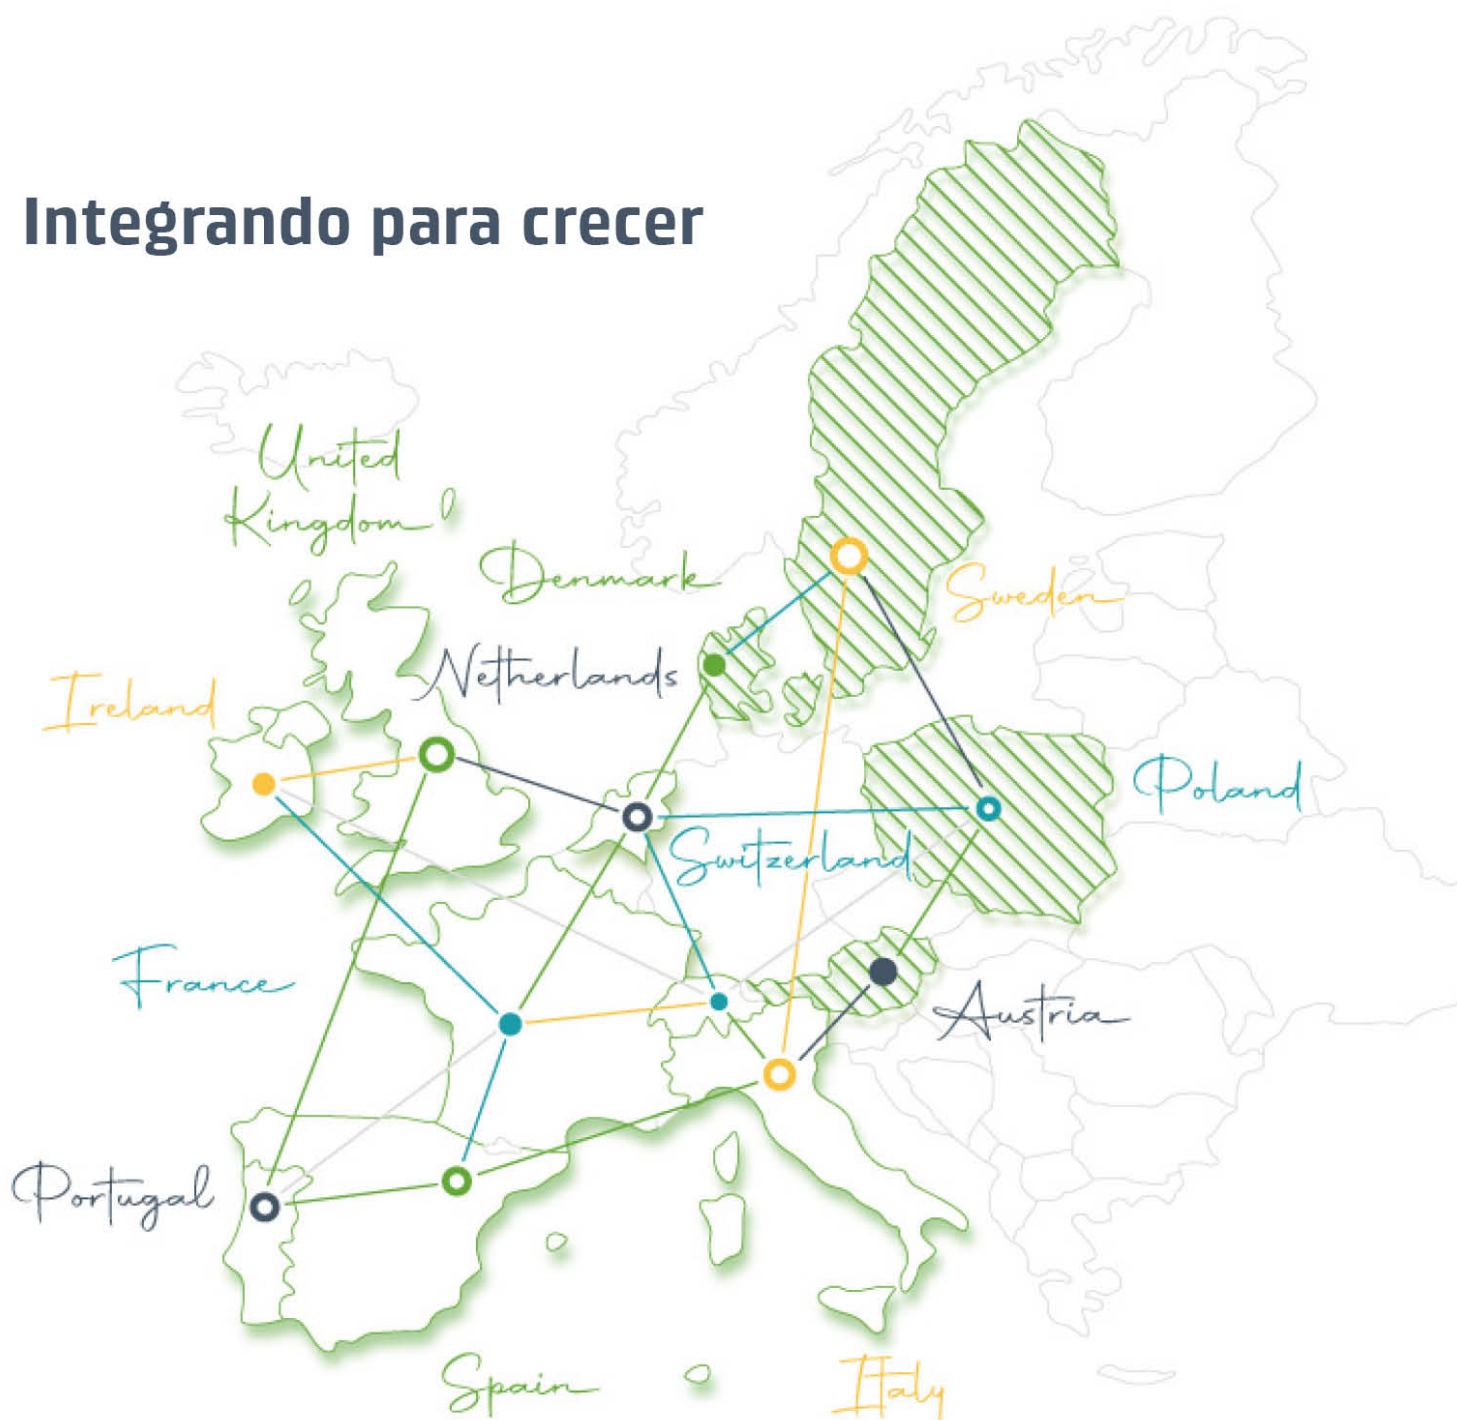 Integrando para crecer
United
Kingdom
Denmark
Sweden
Netherlands
Ireland
Poland
Switzerland
France
Austria
Portugal
Spain
Italy